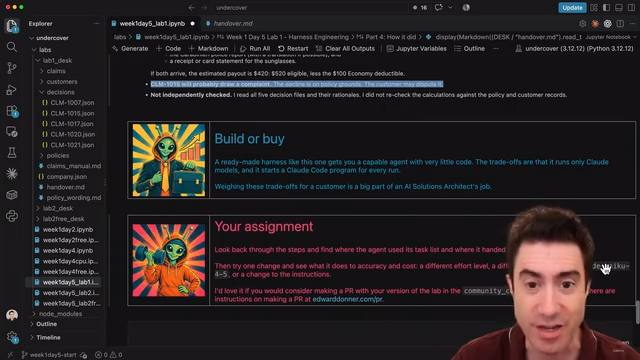 undercover
16
Update
Explorer
undercover
labs
lab1_desk
claims
customers
decisions
CLM-1007.json
CLM-1015.json
CLM-1017.json
CLM-1020.json
CLM-1021.json
policies
claims_manual.md
company.json
handover.md
policy_wording.md
lab2_desk
lab2free_desk
week1day2.ipynb
week1day2free.ipynb
week1day4.ipynb
week1day4cpu.ipynb
week1day4free.ipynb
week1day5_lab1.i...
week1day5_lab2.i...
week1day5_lab2fr...
node_modules
Outline
Timeline
week1day5-start
0
0
week1day5_lab1.ipynb
handover.md
labs > week1day5_lab1.ipynb > Week 1 Day 5 Lab 1 - Harness Engineering > Part 4: How it did > display(Markdown((DESK / "handover.md").read_t
Generate
Code
Markdown
Run All
Restart
Clear All Outputs
Jupyter Variables
Outline
undercover (3.12.12) (Python 3.12.12)
a receipt or card statement for the sunglasses.
If both arrive, the estimated payout is $420: $520 eligible, less the $100 Economy deductible.
CLM-1015 will probably draw a complaint. The decline is on policy grounds. The customer may dispute it.
Not independently checked. I read all five decision files and their rationales. I did not re-check the calculations against the policy and customer records.
Build or buy
A ready-made harness like this one gets you a capable agent with very little code. The trade-offs are that it runs only Claude
models, and it starts a Claude Code program for every run.
Weighing these trade-offs for a customer is a big part of an AI Solutions Architect's job.
Your assignment
Look back through the steps and find where the agent used its task list and where it handed
Then try one change and see what it does to accuracy and cost: a different effort level, a
4-5, or a change to the instructions.
I'd love it if you would consider making a PR with your version of the lab in the
instructions on making a PR at edwarddonner.com/pr.